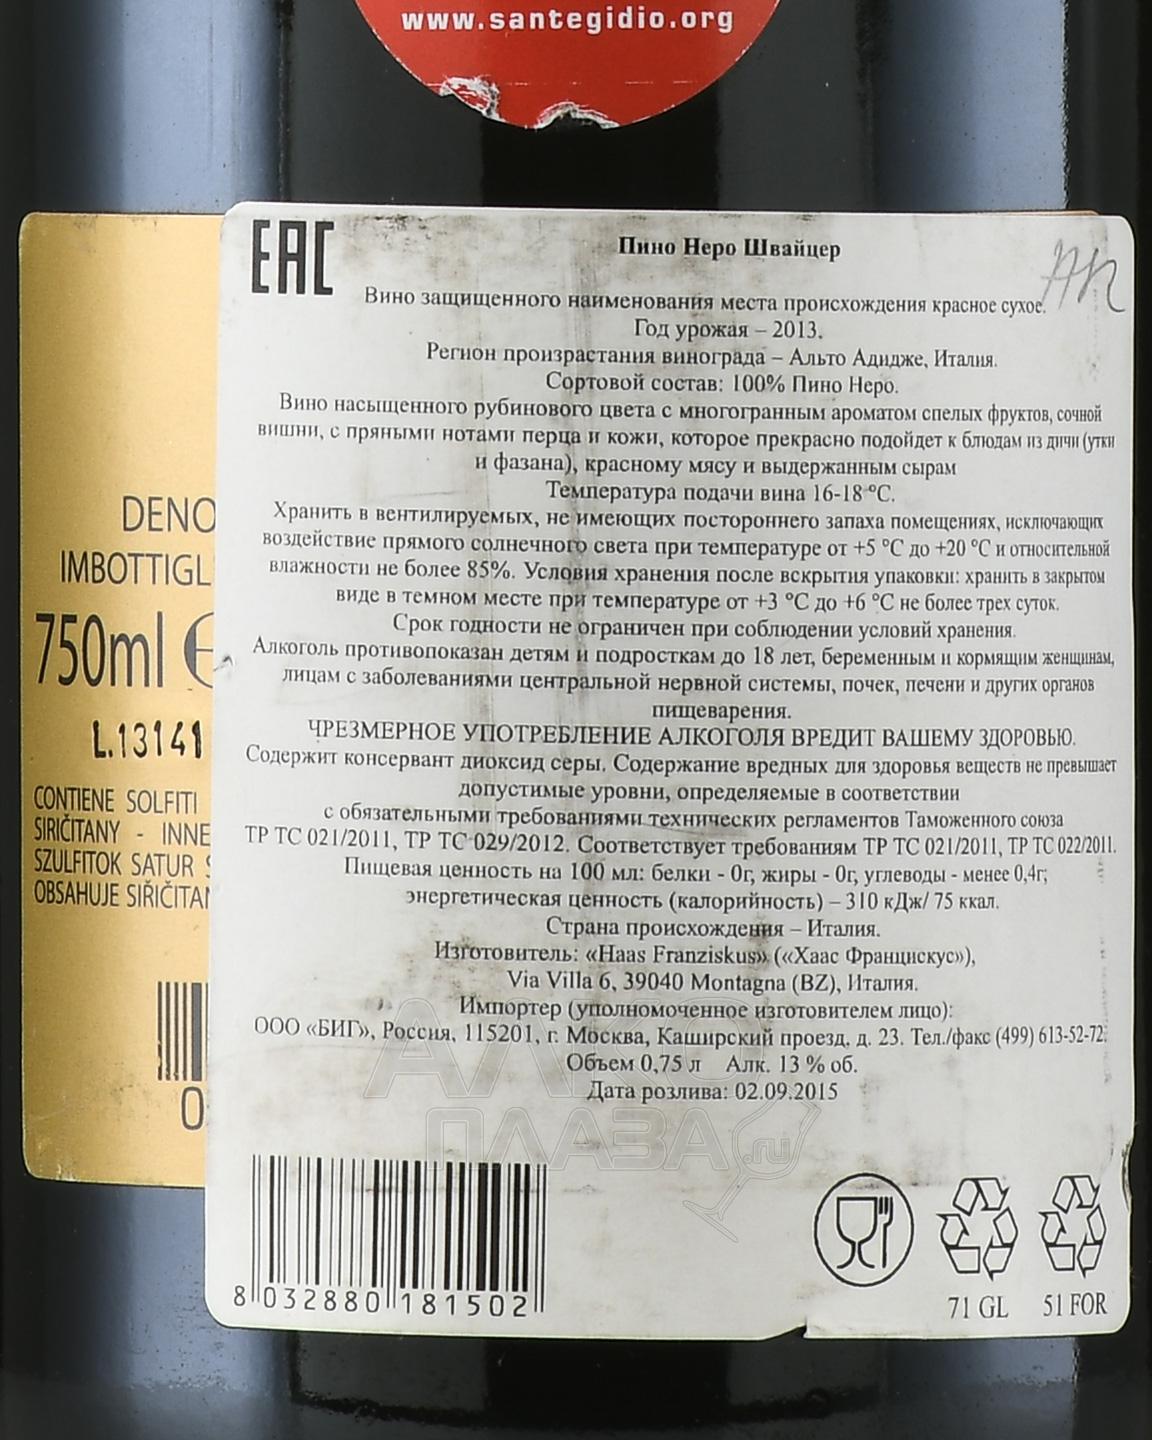 www.santegidio.org
EAC
Пино Неро Швайцер
Вино защищенного наименования места происхождения красное сухое.
Год урожая – 2013.
Регион произрастания винограда – Альто Адидже, Италия.
Сортовой состав: 100% Пино Неро.
Вино насыщенного рубинового цвета с многогранным ароматом спелых фруктов, сочной
вишни, с пряными нотами перца и кожи, которое прекрасно подойдет к блюдам из дичи (утки
и фазана), красному мясу и выдержанным сырам
Температура подачи вина 16-18 °С.
Хранить в вентилируемых, не имеющих постороннего запаха помещениях, исключающих
воздействие прямого солнечного света при температуре от +5 °С до +20 °С и относительной
влажности не более 85%. Условия хранения после вскрытия упаковки: хранить в закрытом
виде в темном месте при температуре от +3 °С до +6 °С не более трех суток.
Срок годности не ограничен при соблюдении условий хранения.
Алкоголь противопоказан детям и подросткам до 18 лет, беременным и кормящим женщинам,
лицам с заболеваниями центральной нервной системы, почек, печени и других органов
пищеварения.
ЧРЕЗМЕРНОЕ УПОТРЕБЛЕНИЕ АЛКОГОЛЯ ВРЕДИТ ВАШЕМУ ЗДОРОВЬЮ.
Содержит консервант диоксид серы. Содержание вредных для здоровья веществ не превышает
допустимые уровни, определяемые в соответствии
с обязательными требованиями технических регламентов Таможенного союза
ТР ТС 021/2011, ТР ТС 029/2012. Соответствует требованиям ТР ТС 021/2011, ТР ТС 022/2011.
Пищевая ценность на 100 мл: белки - 0г, жиры - 0г, углеводы - менее 0,4г;
энергетическая ценность (калорийность) – 310 кДж/ 75 ккал.
Страна происхождения – Италия.
Изготовитель: «Haas Franziskus» («Хаас Францискус»),
Via Villa 6, 39040 Montagna (BZ), Италия.
Импортер (уполномоченное изготовителем лицо):
ООО «БИГ», Россия, 115201, г. Москва, Каширский проезд, д. 23. Тел./факс (499) 613-52-72.
Объем 0,75 л Алк. 13 % об.
Дата розлива: 02.09.2015
8 032880 181502
71 GL
51 FOR
DENO
IMBOTTIGL
750ml e
L.13141
CONTIENE SOLFITI
SIRIČITANY - INNE
SZULFITOK SATUR S
OBSAHUJE SIŘIČITAN
0
АЛКО
ПЛАЗА.ru